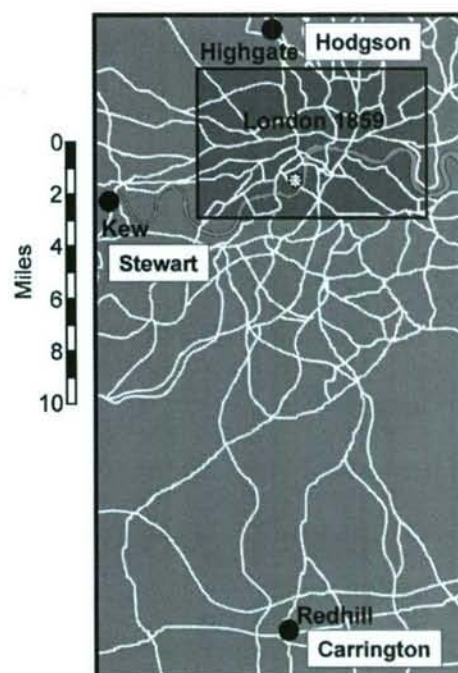 Highgate
Hodgson
London 1859
Kew
Stewart
Redhill
Carrington
Miles
0
2
4
6
8
10